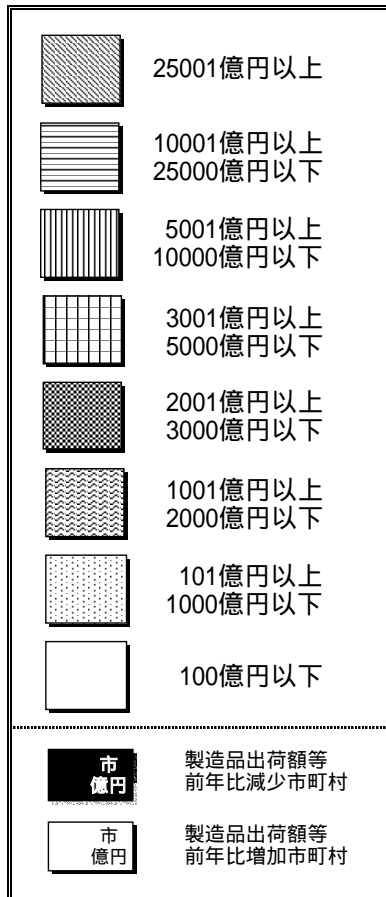 25001億円以上
10001億円以上
25000億円以下
5001億円以上
10000億円以下
3001億円以上
5000億円以下
2001億円以上
3000億円以下
1001億円以上
2000億円以下
101億円以上
1000億円以下
100億円以下
市
億円
製造品出荷額等
前年比減少市町村
市
億円
製造品出荷額等
前年比増加市町村